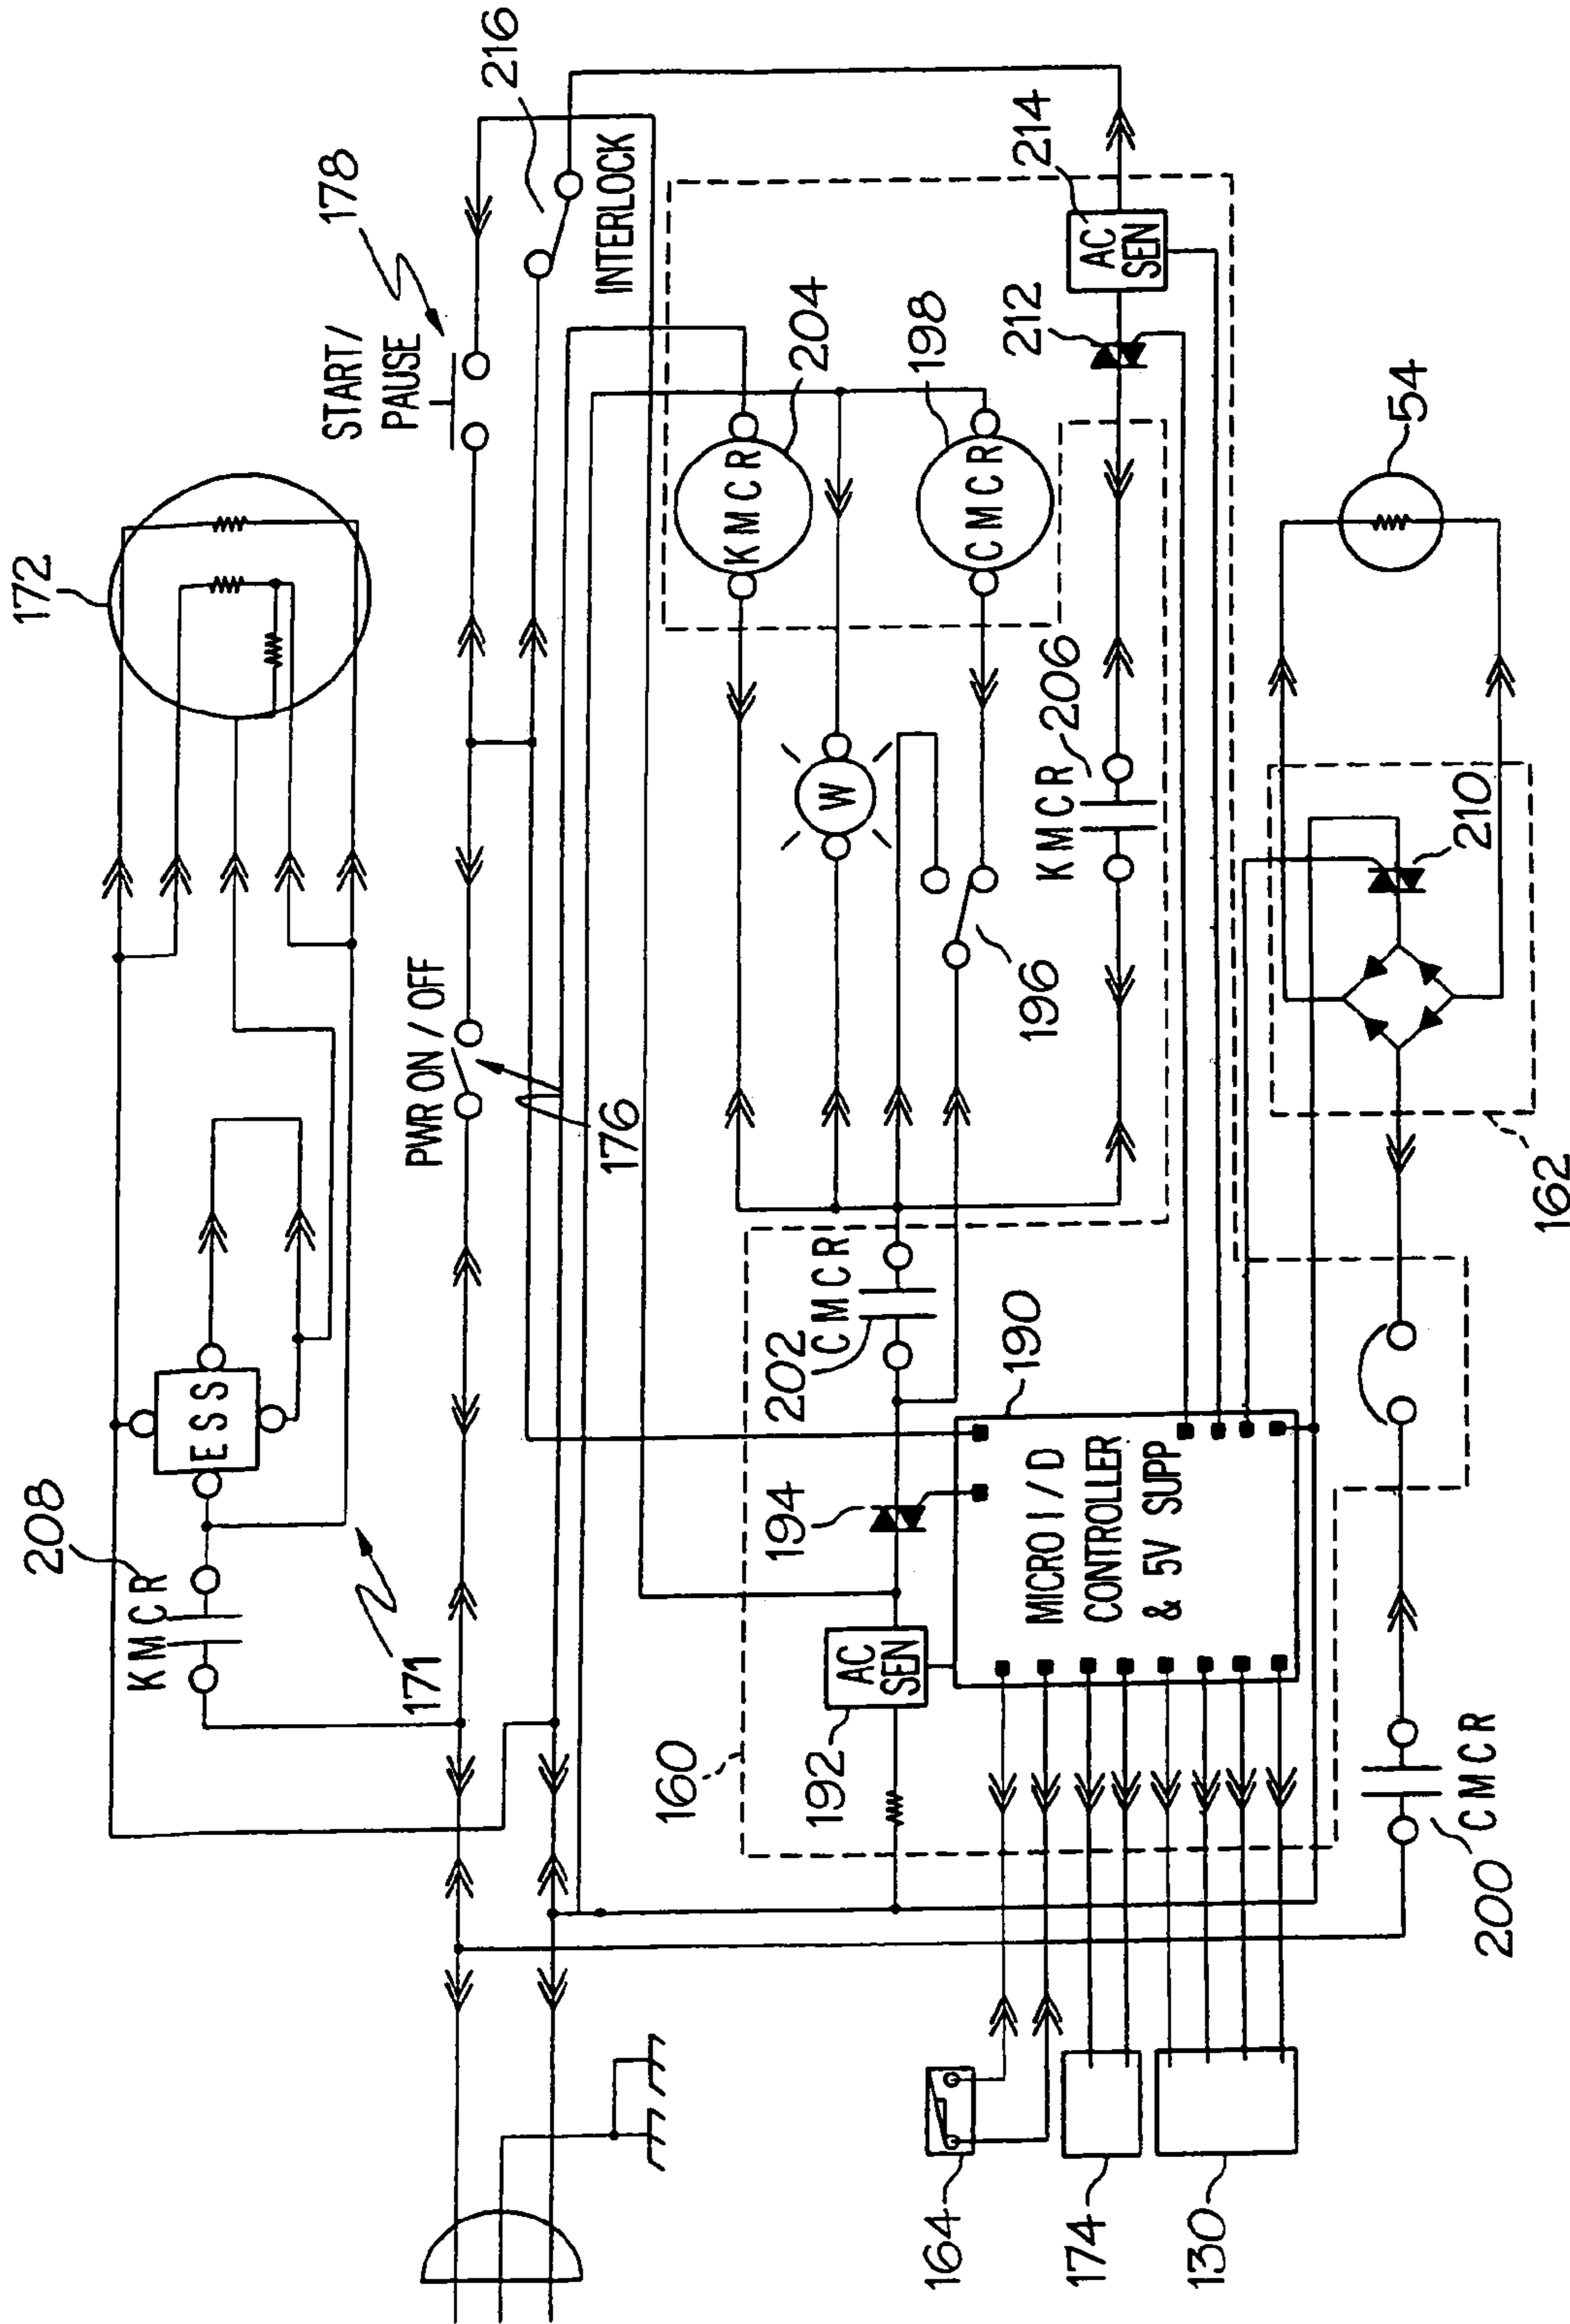 172
START/
PAUSE
178
216
INTERLOCK
208
KMCR
ESS
171
PWR ON / OFF
176
KMCR
204
198
CMCR
W
196
KMCR
206
212
AC
SEN
214
54
210
162
160
192
AC
SEN
194
202
CMCR
190
MICRO I/D
CONTROLLER
& 5V SUPP
164
174
130
200
CMCR